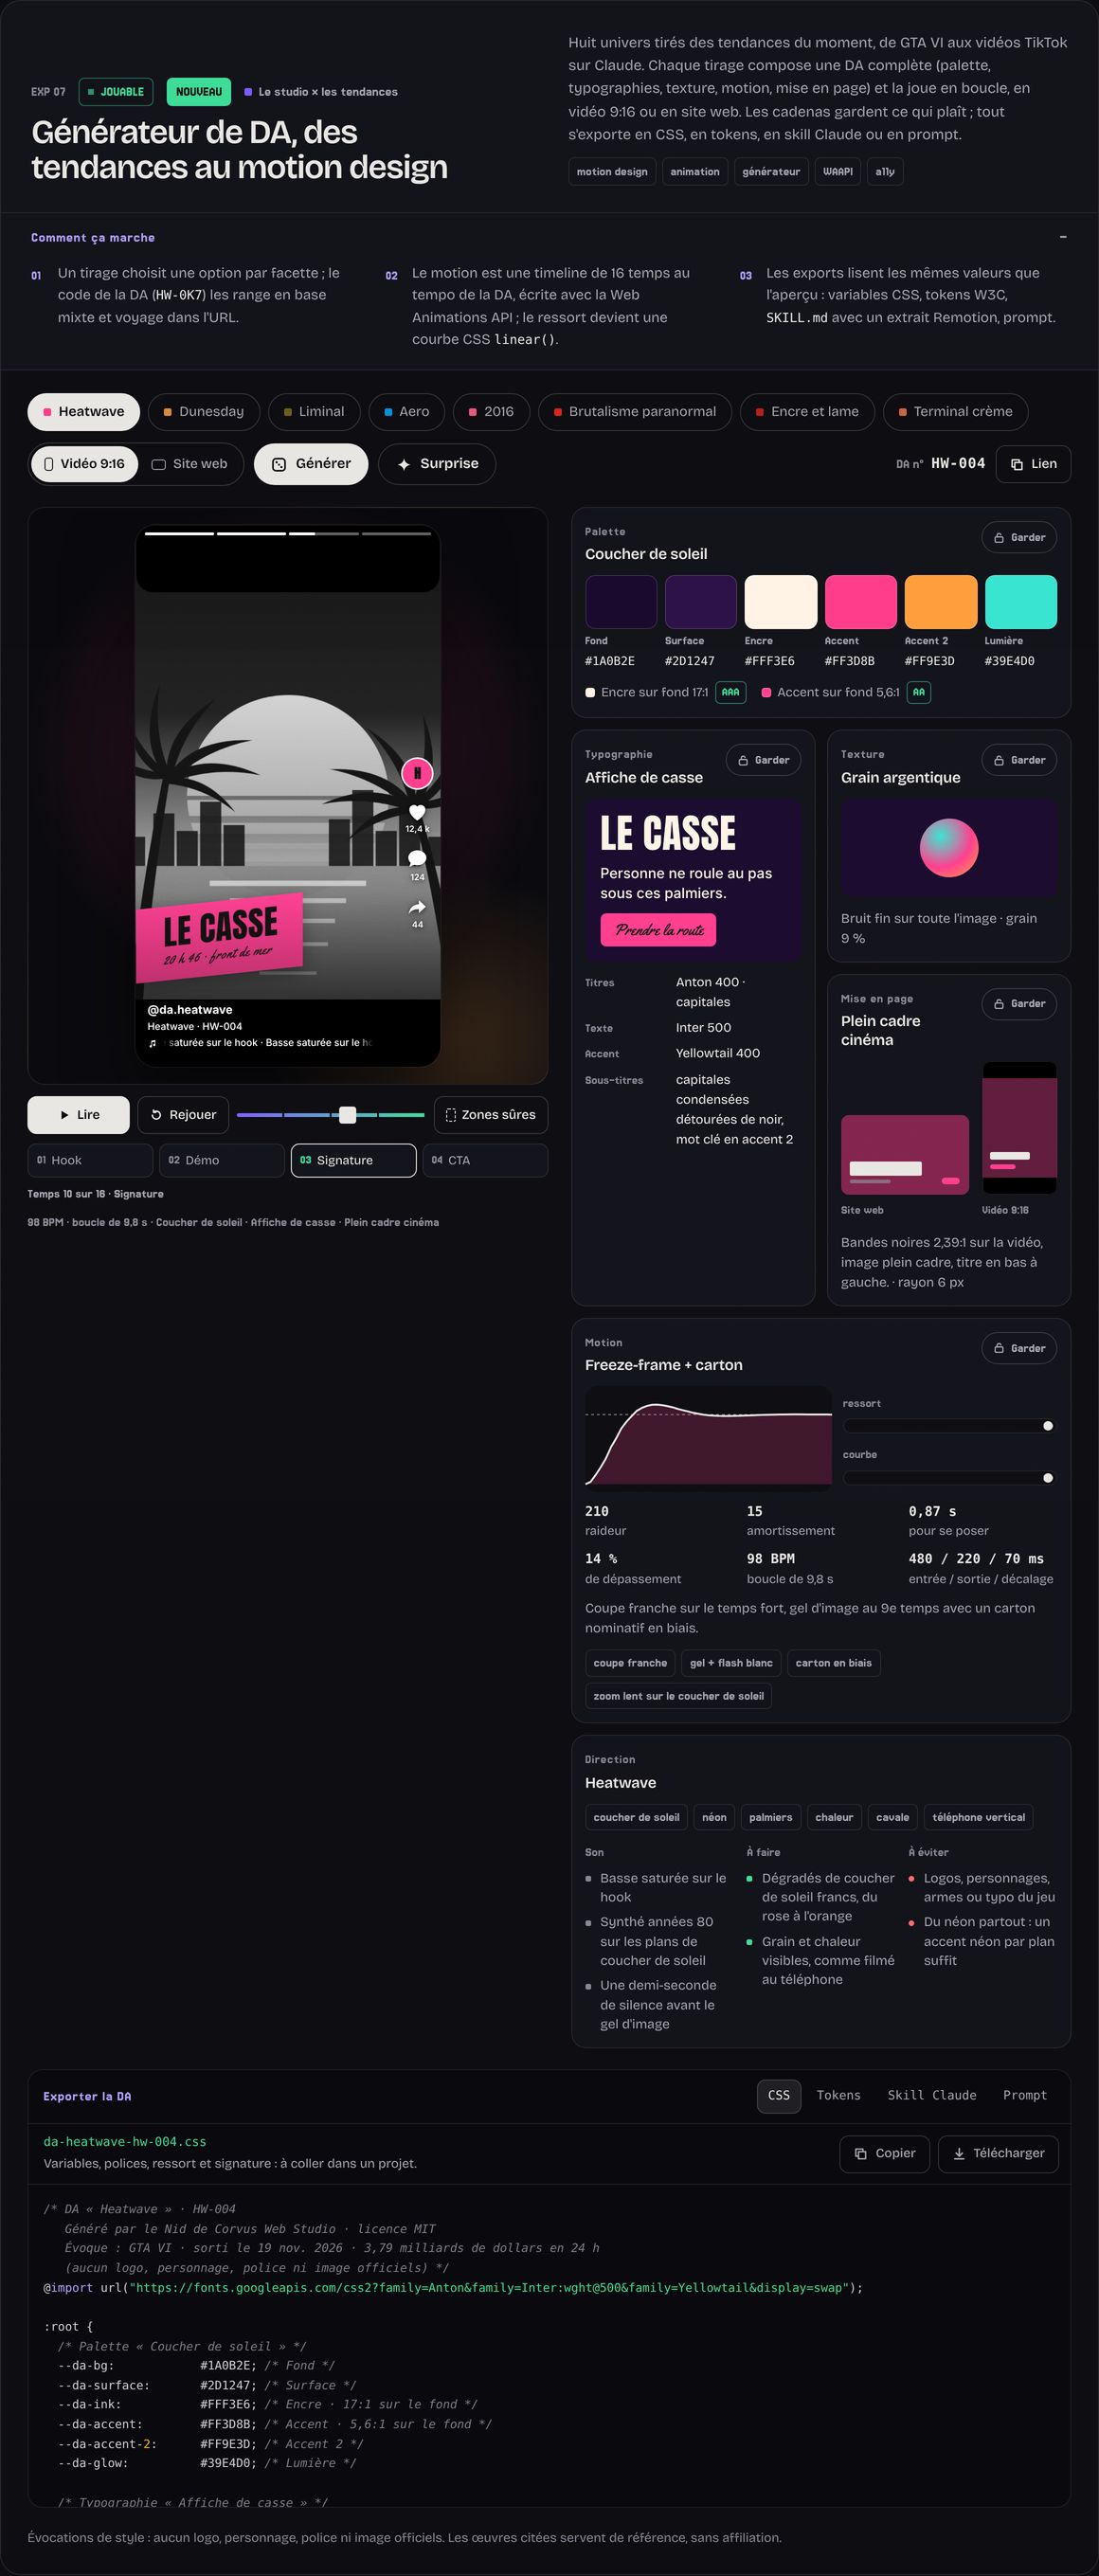 EXP 07 JOUABLE NOUVEAU Le studio × les tendances
Générateur de DA, des
tendances au motion design
Huit univers tirés des tendances du moment, de GTA VI aux vidéos TikTok
sur Claude. Chaque tirage compose une DA complète (palette,
typographies, texture, motion, mise en page) et la joue en boucle, en
vidéo 9:16 ou en site web. Les cadenas gardent ce qui plaît ; tout
s'exporte en CSS, en tokens, en skill Claude ou en prompt.
motion design animation générateur WAAPI a11y
Comment ça marche −
01 Un tirage choisit une option par facette ; le
code de la DA (HW-0K7) les range en base
mixte et voyage dans l'URL.
02 Le motion est une timeline de 16 temps au
tempo de la DA, écrite avec la Web
Animations API ; le ressort devient une
courbe CSS linear().
03 Les exports lisent les mêmes valeurs que
l'aperçu : variables CSS, tokens W3C,
SKILL.md avec un extrait Remotion, prompt.
Heatwave Dunesday Liminal Aero 2016 Brutalisme paranormal Encre et lame Terminal crème
Vidéo 9:16 Site web Générer Surprise DA n° HW-004 Lien
H
12,4 k
124
44
LE CASSE
20 h 46 · front de mer
@da.heatwave
Heatwave · HW-004
saturée sur le hook · Basse saturée sur le ho
Lire Rejouer Zones sûres
01 Hook 02 Démo 03 Signature 04 CTA
Temps 10 sur 16 · Signature
98 BPM · boucle de 9,8 s · Coucher de soleil · Affiche de casse · Plein cadre cinéma
Palette Garder
Coucher de soleil
Fond Surface Encre Accent Accent 2 Lumière
#1A0B2E #2D1247 #FFF3E6 #FF3D8B #FF9E3D #39E4D0
Encre sur fond 17:1 AAA Accent sur fond 5,6:1 AA
Typographie Garder
Affiche de casse
LE CASSE
Personne ne roule au pas
sous ces palmiers.
Prendre la route
Titres Anton 400 ·
capitales
Texte Inter 500
Accent Yellowtail 400
Sous-titres capitales
condensées
détourées de noir,
mot clé en accent 2
Texture Garder
Grain argentique
Bruit fin sur toute l'image · grain
9 %
Mise en page Garder
Plein cadre
cinéma
Site web Vidéo 9:16
Bandes noires 2,39:1 sur la vidéo,
image plein cadre, titre en bas à
gauche. · rayon 6 px
Motion Garder
Freeze-frame + carton
ressort
courbe
210 15 0,87 s
raideur amortissement pour se poser
14 % 98 BPM 480 / 220 / 70 ms
de dépassement boucle de 9,8 s entrée / sortie / décalage
Coupe franche sur le temps fort, gel d'image au 9e temps avec un carton
nominatif en biais.
coupe franche gel + flash blanc carton en biais
zoom lent sur le coucher de soleil
Direction
Heatwave
coucher de soleil néon palmiers chaleur cavale téléphone vertical
Son
Basse saturée sur le
hook
Synthé années 80
sur les plans de
coucher de soleil
Une demi-seconde
de silence avant le
gel d'image
À faire
Dégradés de coucher
de soleil francs, du
rose à l'orange
Grain et chaleur
visibles, comme filmé
au téléphone
À éviter
Logos, personnages,
armes ou typo du jeu
Du néon partout : un
accent néon par plan
suffit
Exporter la DA CSS Tokens Skill Claude Prompt
da-heatwave-hw-004.css
Variables, polices, ressort et signature : à coller dans un projet.
Copier Télécharger
/* DA « Heatwave » · HW-004
Généré par le Nid de Corvus Web Studio · licence MIT
Évoque : GTA VI · sorti le 19 nov. 2026 · 3,79 milliards de dollars en 24 h
(aucun logo, personnage, police ni image officiels) */
@import url("https://fonts.googleapis.com/css2?family=Anton&family=Inter:wght@500&family=Yellowtail&display=swap");
:root {
/* Palette « Coucher de soleil » */
--da-bg: #1A0B2E; /* Fond */
--da-surface: #2D1247; /* Surface */
--da-ink: #FFF3E6; /* Encre · 17:1 sur le fond */
--da-accent: #FF3D8B; /* Accent · 5,6:1 sur le fond */
--da-accent-2: #FF9E3D; /* Accent 2 */
--da-glow: #39E4D0; /* Lumière */
/* Typographie « Affiche de casse » */
Évocations de style : aucun logo, personnage, police ni image officiels. Les œuvres citées servent de référence, sans affiliation.